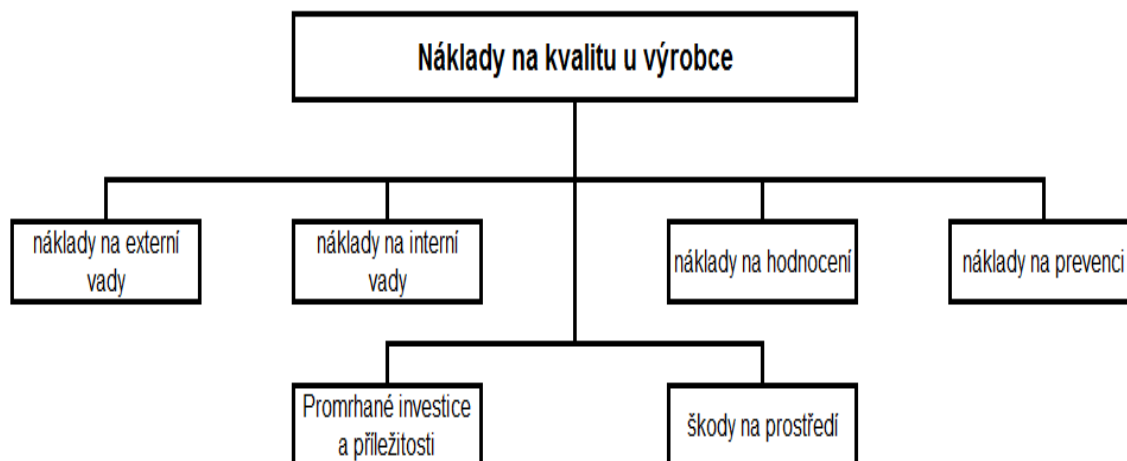 Náklady na kvalitu u výrobce
náklady na externí
vady
náklady na interní
vady
náklady na hodnocení
náklady na prevenci
Promrhané investice
a příležitosti
škody na prostředí